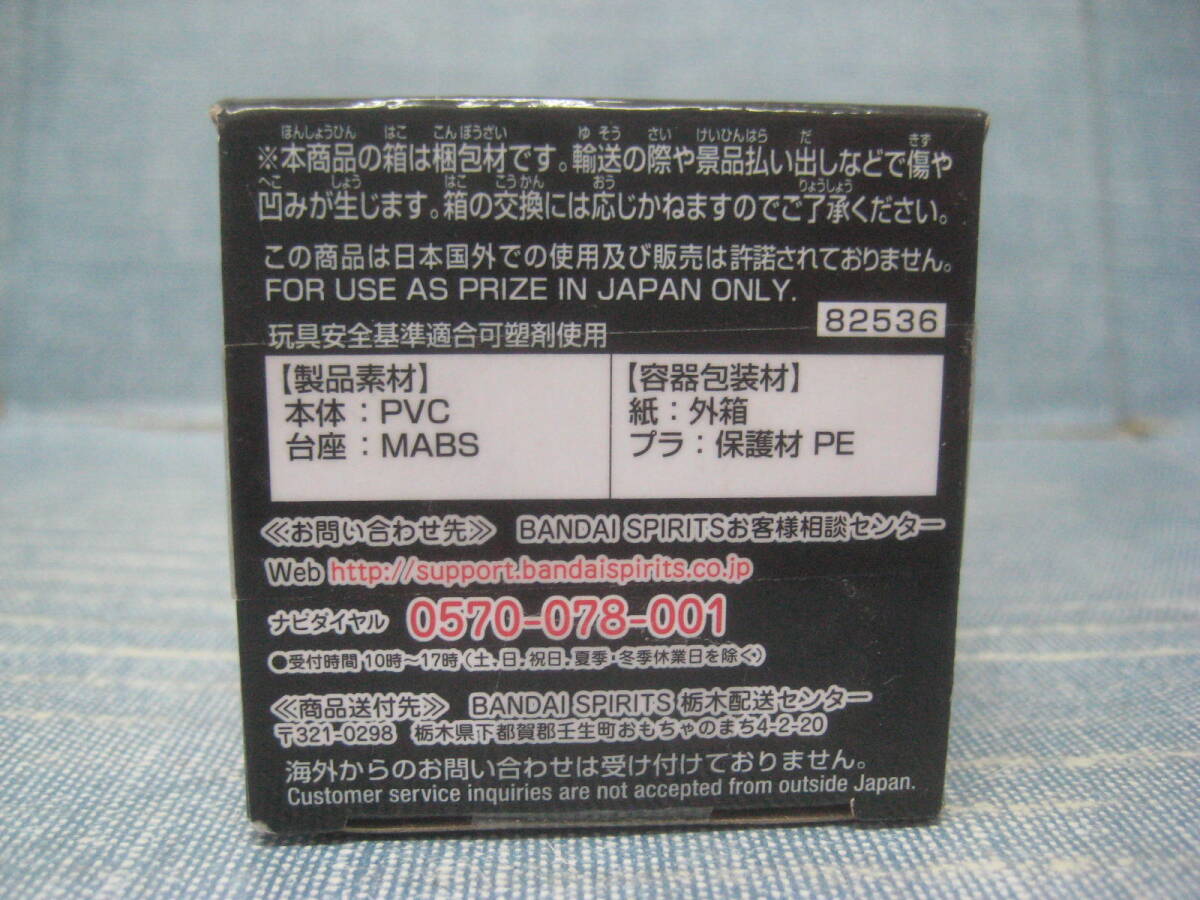 ほんしょうひん はこ こんぽうざい ゆそう さい けいひんはら だ きず
※本商品の箱は梱包材です。輸送の際や景品払い出しなどで傷や
へこ しょう はこ こうかん おう りょうしょう
凹みが生じます。箱の交換には応じかねますのでご了承ください。
この商品は日本国外での使用及び販売は許諾されておりません。
FOR USE AS PRIZE IN JAPAN ONLY.
82536
玩具安全基準適合可塑剤使用
【製品素材】
本体：PVC
台座：MABS
【容器包装材】
紙：外箱
プラ：保護材 PE
≪お問い合わせ先≫ BANDAI SPIRITSお客様相談センター
Web http://support.bandaispirits.co.jp
ナビダイヤル 0570-078-001
●受付時間 10時～17時（土、日、祝日、夏季・冬季休業日を除く）
≪商品送付先≫ BANDAI SPIRITS 栃木配送センター
〒321-0298 栃木県下都賀郡壬生町おもちゃのまち4-2-20
海外からのお問い合わせは受け付けておりません。
Customer service inquiries are not accepted from outside Japan.